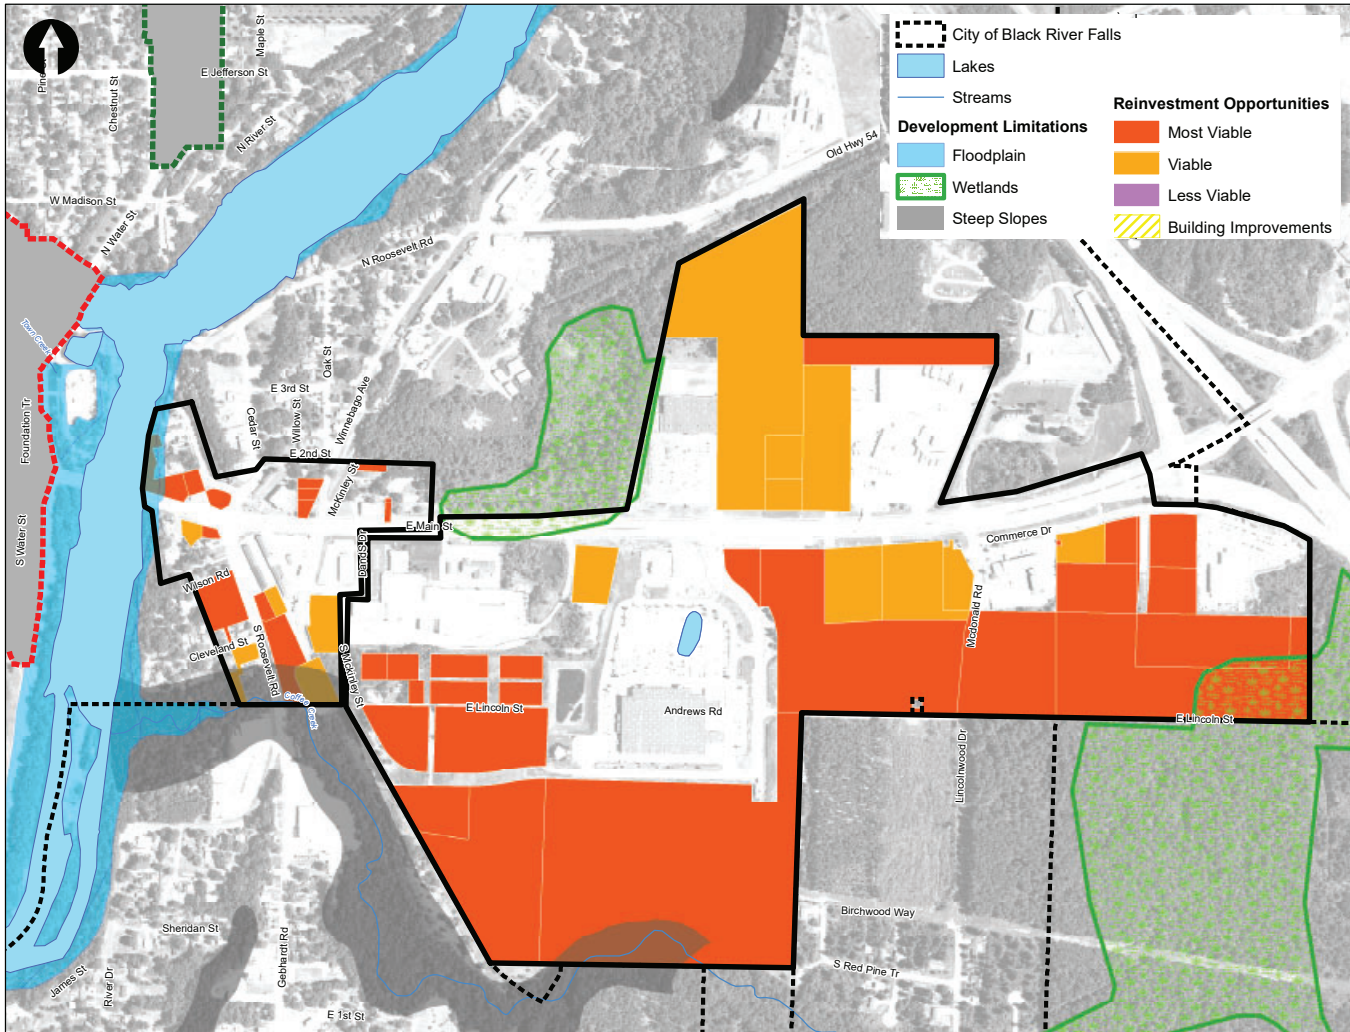 City of Black River Falls
Lakes
Streams
Development Limitations
Floodplain
Wetlands
Steep Slopes
Reinvestment Opportunities
Most Viable
Viable
Less Viable
Building Improvements
Maple St
E Jefferson St
Chestnut St
N River St
W Madison St
N Water St
Old Hwy 54
N Roosevelt Rd
Town Creek
Foundation Tr
S Water St
Oak St
E 3rd St
Willow St
Winnebago Ave
Cedar St
E 2nd St
McKinley St
E Main St
Commerce Dr
Wilson Rd
Mcdonald Rd
Cleveland St
S Roosevelt Rd
S Mckinley St
Coffee Creek
E Lincoln St
Andrews Rd
E Lincoln St
Lincolnwood Dr
Birchwood Way
S Red Pine Tr
Sheridan St
Gebhardt Rd
James St
River Dr
E 1st St